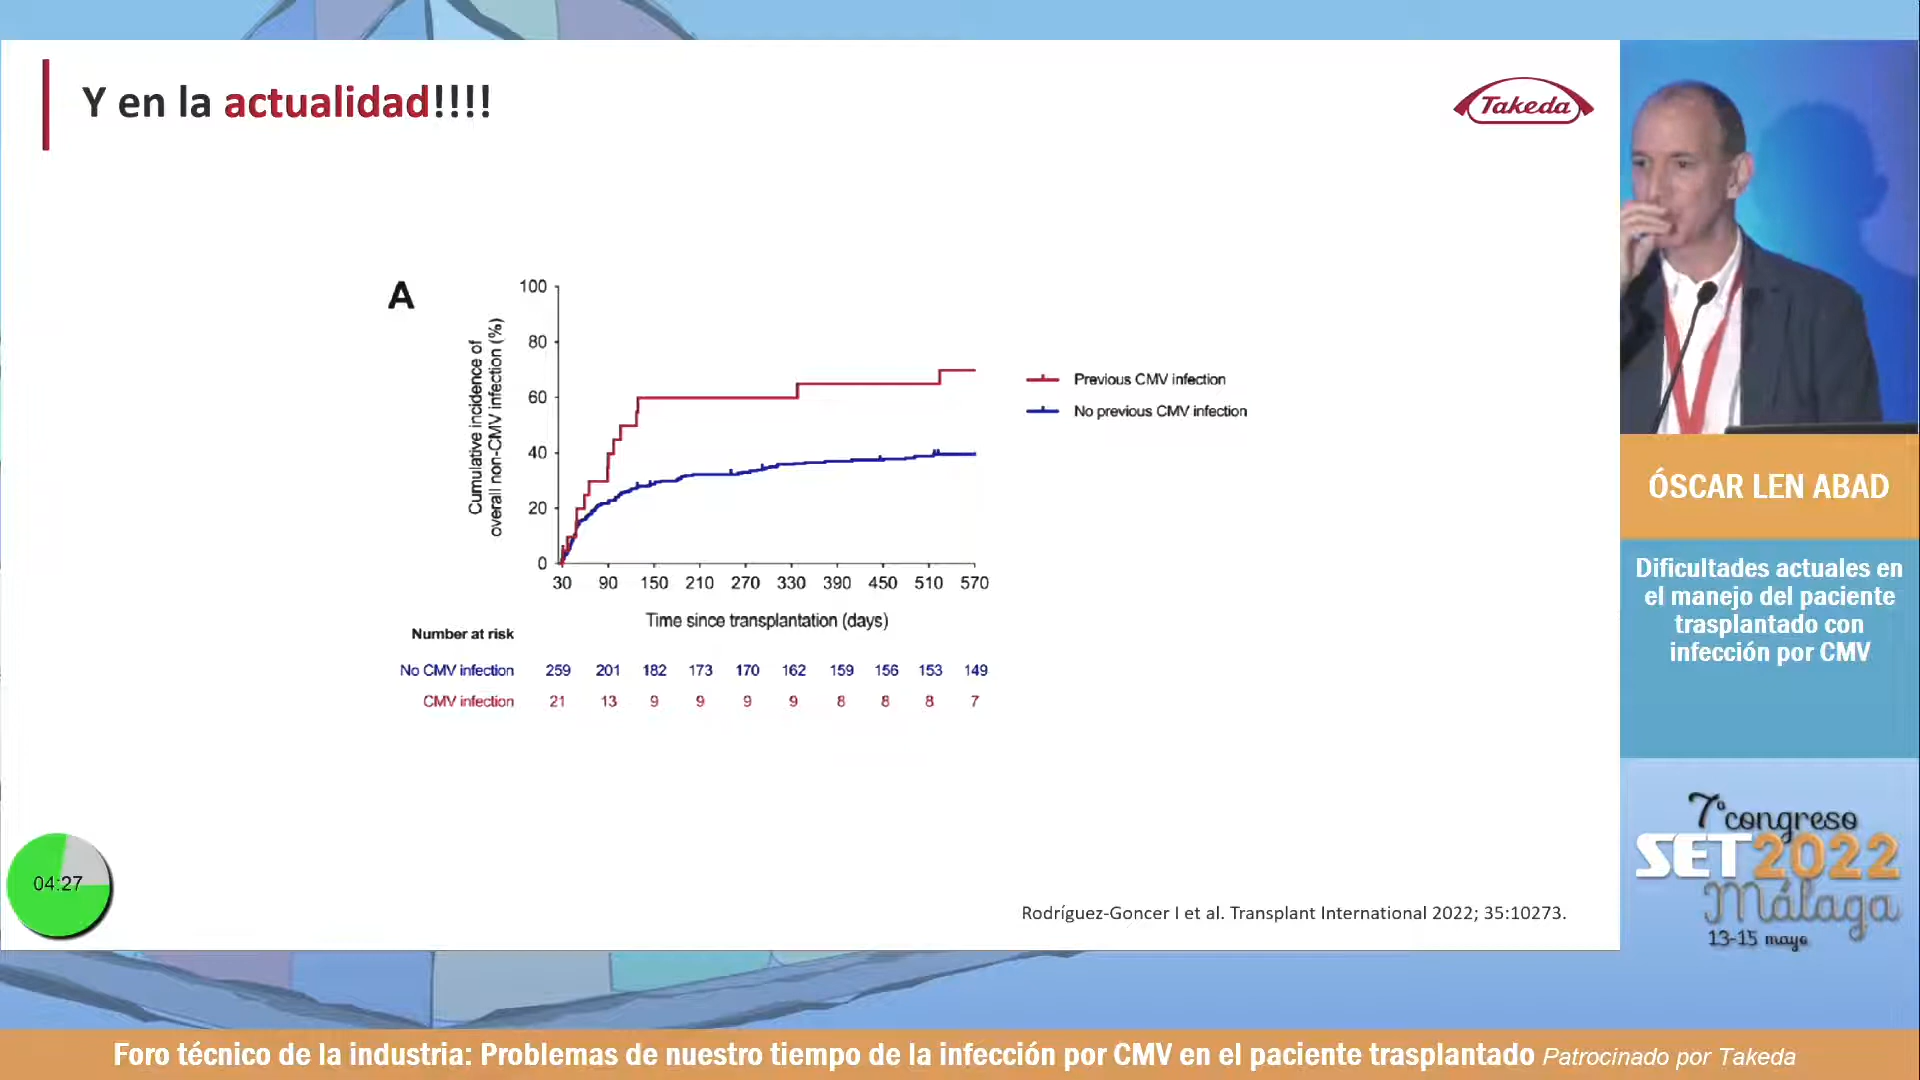 Y en la actualidad!!!!
Takeda
A
Cumulative incidence of
overall non-CMV infection (%)
100
80
60
40
20
0
30 90 150 210 270 330 390 450 510 570
Time since transplantation (days)
Previous CMV infection
No previous CMV infection
Number at risk
No CMV infection 259 201 182 173 170 162 159 156 153 149
CMV infection 21 13 9 9 9 9 8 8 8 7
04:27
Rodríguez-Goncer I et al. Transplant International 2022; 35:10273.
ÓSCAR LEN ABAD
Dificultades actuales en
el manejo del paciente
trasplantado con
infección por CMV
7º congreso
SET2022
Málaga
13-15 mayo
Foro técnico de la industria: Problemas de nuestro tiempo de la infección por CMV en el paciente trasplantado Patrocinado por Takeda